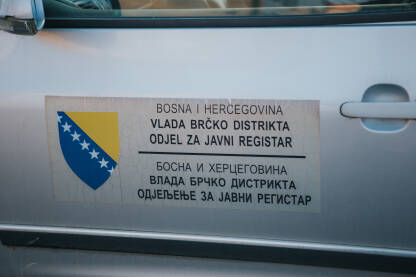 BOSNA I HERCEGOVINA
VLADA BRČKO DISTRIKTA
ODJEL ZA JAVNI REGISTAR
БОСНА И ХЕРЦЕГОВИНА
ВЛАДА БРЧКО ДИСТРИКТА
ОДЈЕЉЕЊЕ ЗА ЈАВНИ РЕГИСТАР